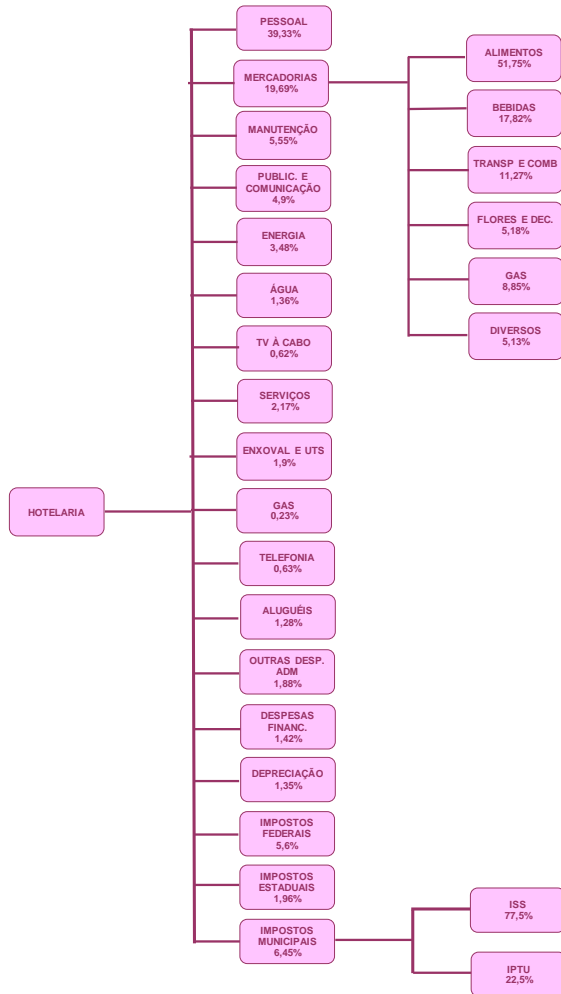 HOTELARIA
PESSOAL
39,33%
MERCADORIAS
19,69%
MANUTENÇÃO
5,55%
PUBLIC. E
COMUNICAÇÃO
4,9%
ENERGIA
3,48%
ÁGUA
1,36%
TV À CABO
0,62%
SERVIÇOS
2,17%
ENXOVAL E UTS
1,9%
GAS
0,23%
TELEFONIA
0,63%
ALUGUÉIS
1,28%
OUTRAS DESP.
ADM
1,88%
DESPESAS
FINANC.
1,42%
DEPRECIAÇÃO
1,35%
IMPOSTOS
FEDERAIS
5,6%
IMPOSTOS
ESTADUAIS
1,96%
IMPOSTOS
MUNICIPAIS
6,45%
ALIMENTOS
51,75%
BEBIDAS
17,82%
TRANSP E COMB
11,27%
FLORES E DEC.
5,18%
GAS
8,85%
DIVERSOS
5,13%
ISS
77,5%
IPTU
22,5%